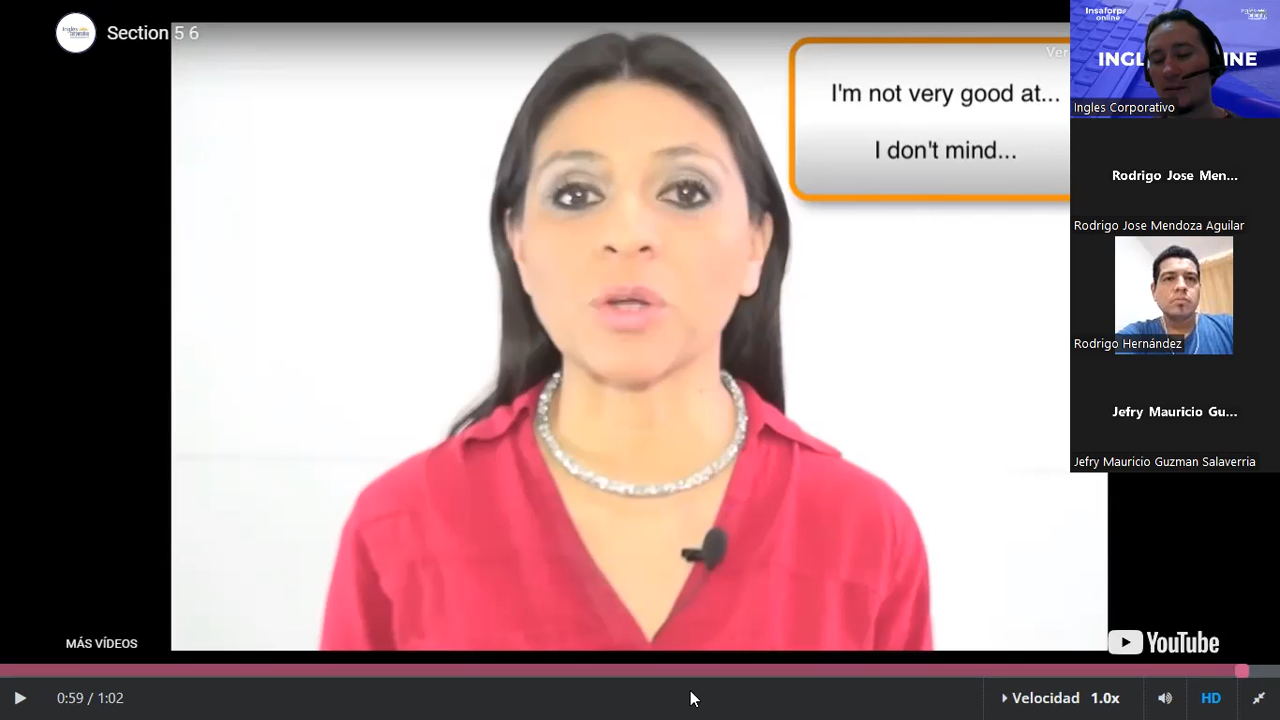 Section 5 6
Ver
I'm not very good at...
I don't mind...
Insaforp
online
INGL
INE
Ingles Corporativo
Rodrigo Jose Men...
Rodrigo Jose Mendoza Aguilar
Rodrigo Hernández
Jefry Mauricio Gu...
Jefry Mauricio Guzman Salaverria
MÁS VÍDEOS
YouTube
0:59 / 1:02
Velocidad 1.0x
HD